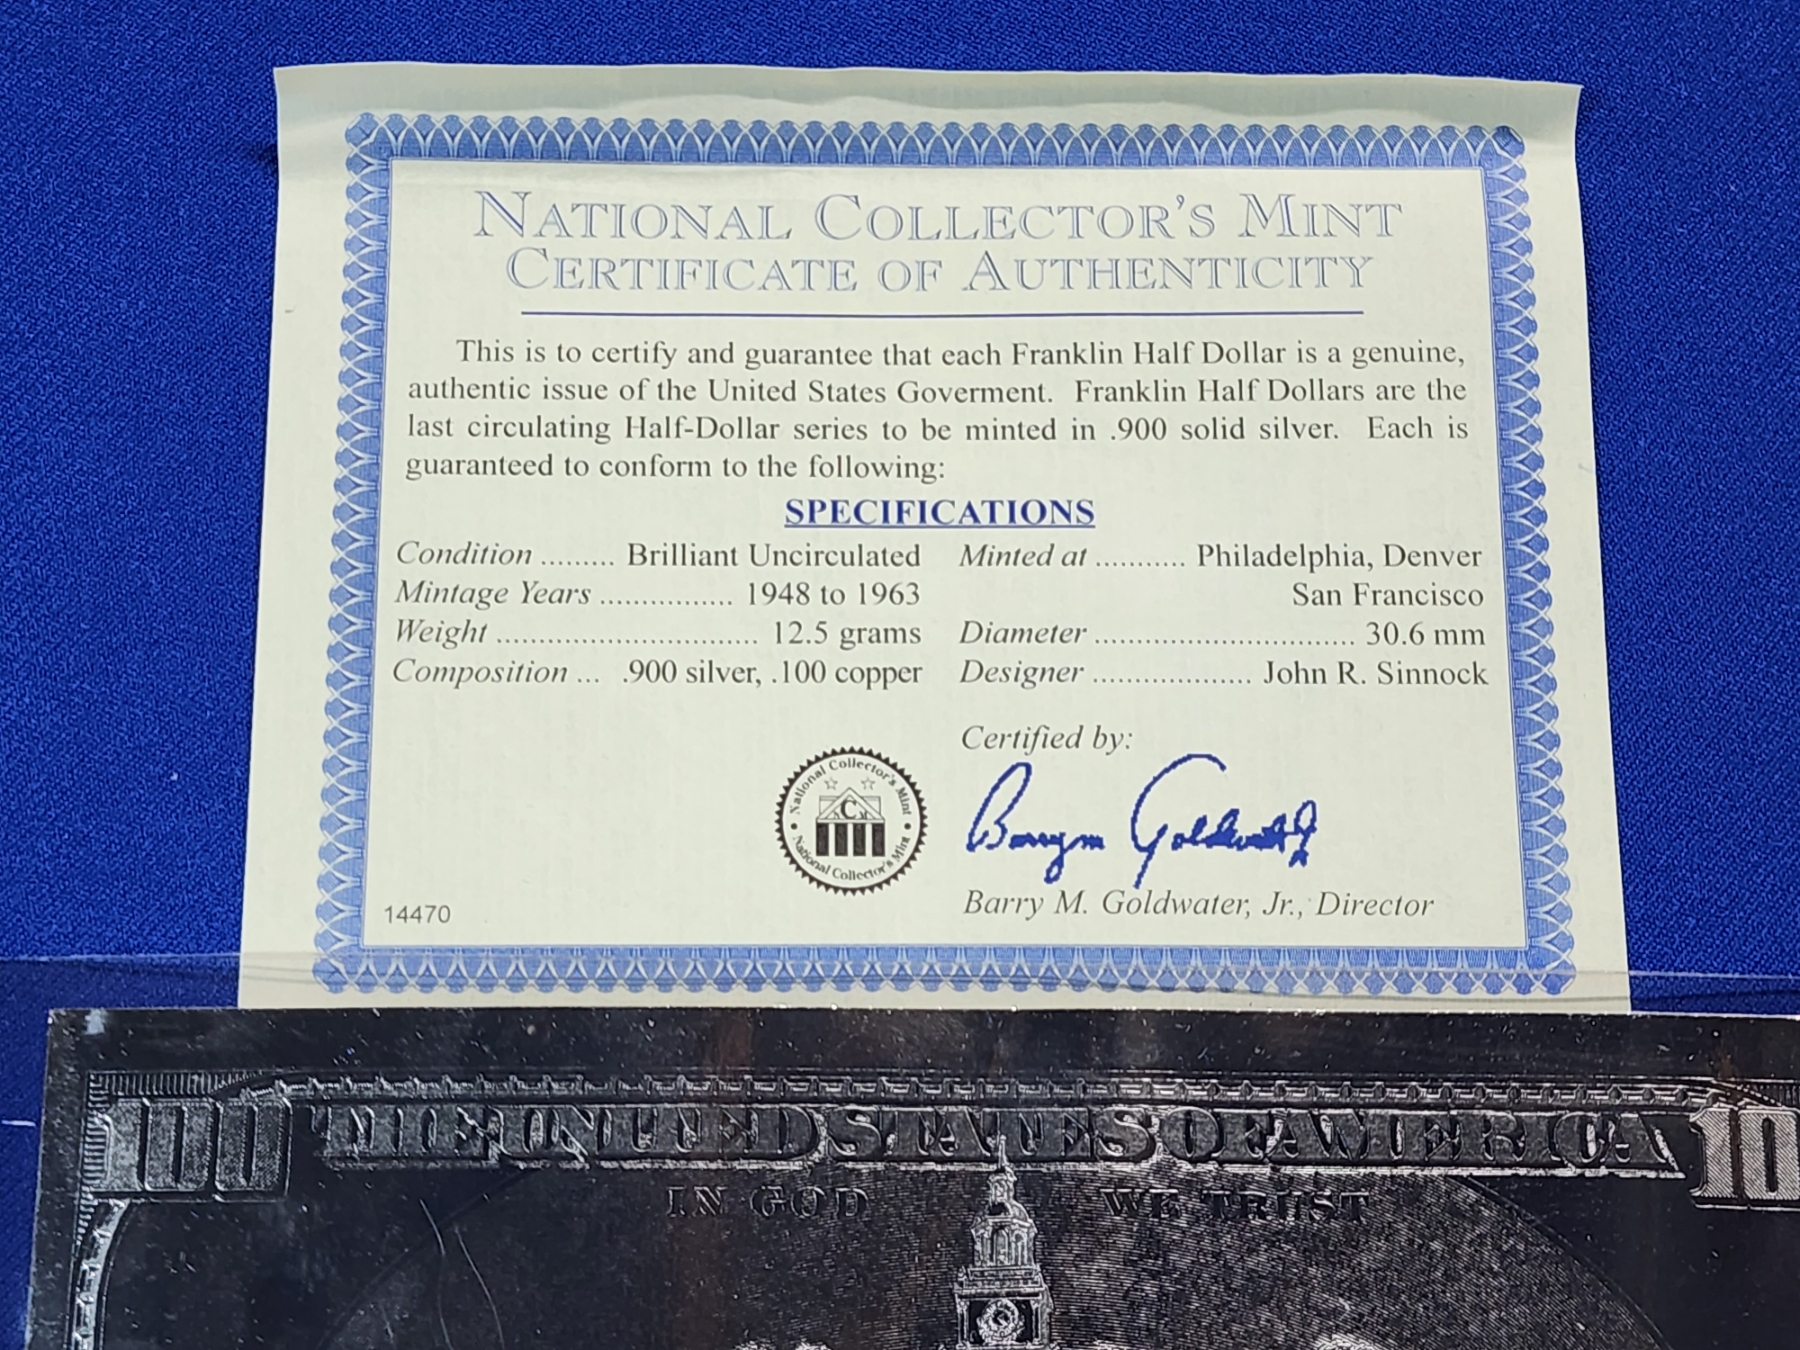 NATIONAL COLLECTOR'S MINT
CERTIFICATE OF AUTHENTICITY
This is to certify and guarantee that each Franklin Half Dollar is a genuine,
authentic issue of the United States Goverment. Franklin Half Dollars are the
last circulating Half-Dollar series to be minted in .900 solid silver. Each is
guaranteed to conform to the following:
SPECIFICATIONS
Condition ......... Brilliant Uncirculated
Mintage Years ................ 1948 to 1963
Weight ............................... 12.5 grams
Composition ... .900 silver, .100 copper
Minted at ........... Philadelphia, Denver
San Francisco
Diameter ............................... 30.6 mm
Designer ................... John R. Sinnock
Certified by:
National Collector's Mint
C
National Collector's Mint
Barry M. Goldwater, Jr., Director
14470
100 THE UNITED STATES OF AMERICA 10
IN GOD WE TRUST